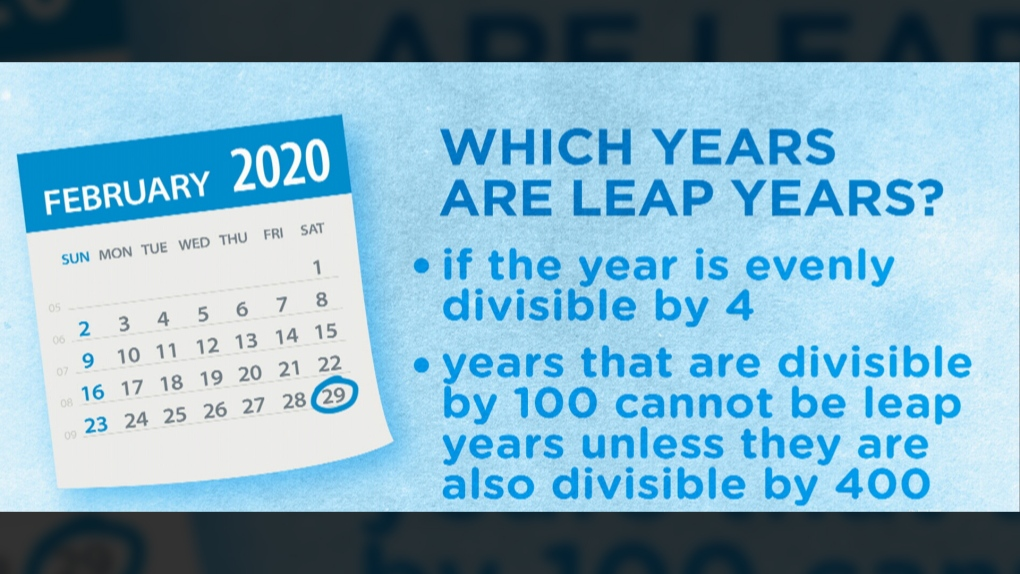 FEBRUARY 2020
SUN MON TUE WED THU FRI SAT
1
05
2 3 4 5 6 7 8
06
9 10 11 12 13 14 15
07
16 17 18 19 20 21 22
08
23 24 25 26 27 28 29
09
WHICH YEARS
ARE LEAP YEARS?
• if the year is evenly
divisible by 4
• years that are divisible
by 100 cannot be leap
years unless they are
also divisible by 400